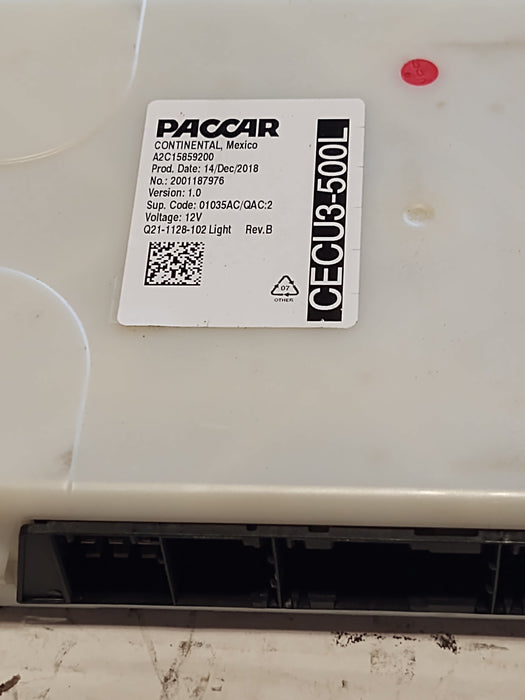 PACCAR
CONTINENTAL, Mexico
A2C15859200
Prod. Date: 14/Dec/2018
No.: 2001187976
Version: 1.0
Sup. Code: 01035AC/QAC:2
Voltage: 12V
Q21-1128-102 Light Rev.B
07
OTHER
CECU3-500L